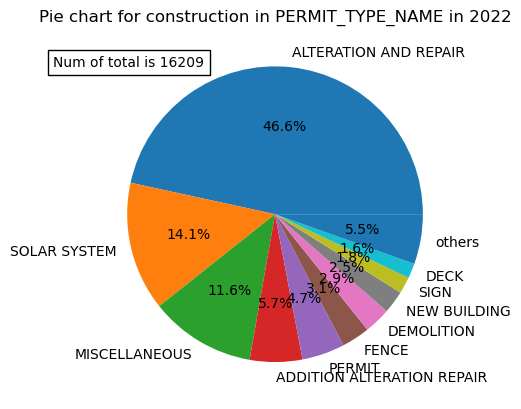 Pie chart for construction in PERMIT_TYPE_NAME in 2022
Num of total is 16209
ALTERATION AND REPAIR
46.6%
SOLAR SYSTEM
14.1%
MISCELLANEOUS
11.6%
ADDITION ALTERATION REPAIR
5.7%
PERMIT
4.7%
FENCE
3.1%
DEMOLITION
2.9%
NEW BUILDING
2.5%
SIGN
1.8%
DECK
1.6%
others
5.5%